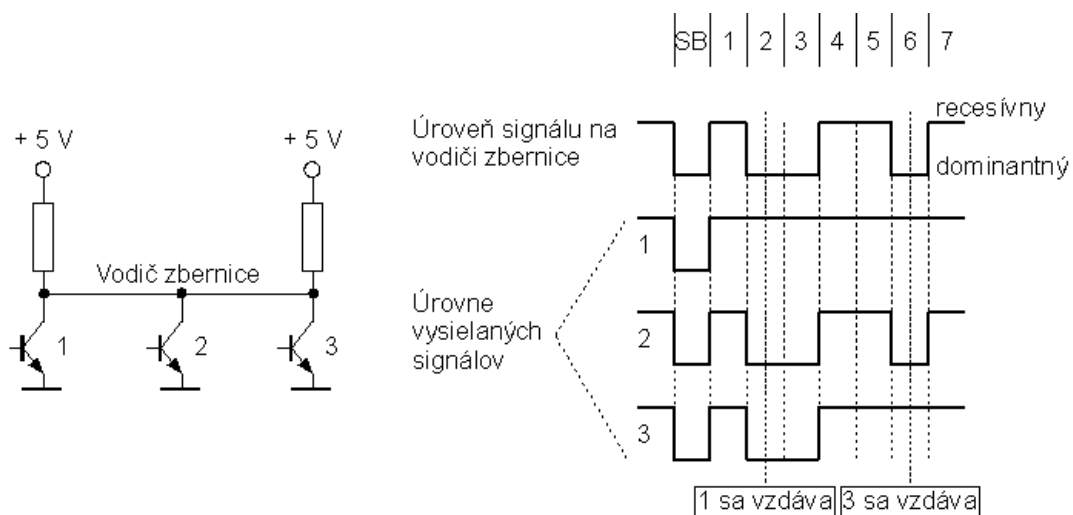 + 5 V
+ 5 V
Vodič zbernice
1
2
3
SB 1 2 3 4 5 6 7
Úroveň signálu na
vodiči zbernice
recesívny
dominantný
Úrovne
vysielaných
signálov
1
2
3
1 sa vzdáva
3 sa vzdáva